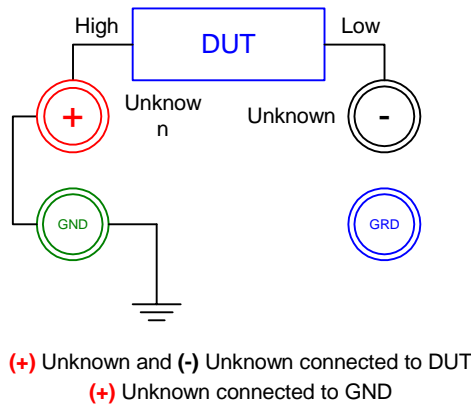 High
DUT
Low
+
Unknow
n
Unknown
-
GND
GRD
(+) Unknown and (-) Unknown connected to DUT
(+) Unknown connected to GND